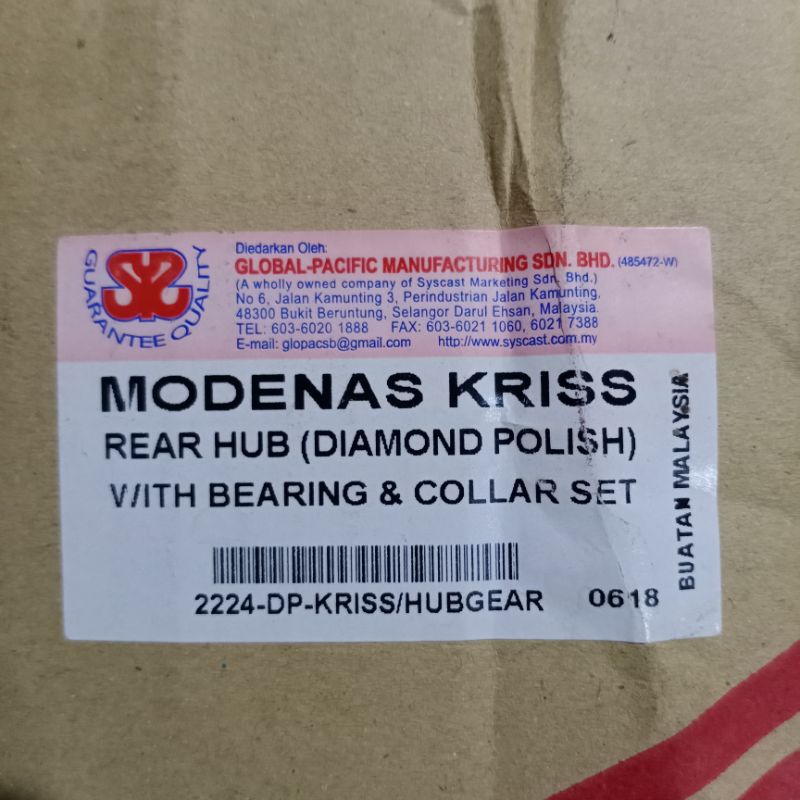 GUARANTEE QUALITY
Diedarkan Oleh:
GLOBAL-PACIFIC MANUFACTURING SDN. BHD. (485472-W)
(A wholly owned company of Syscast Marketing Sdn. Bhd.)
No 6, Jalan Kamunting 3, Perindustrian Jalan Kamunting,
48300 Bukit Beruntung, Selangor Darul Ehsan, Malaysia.
TEL: 603-6020 1888 FAX: 603-6021 1060, 6021 7388
E-mail: glopacsb@gmail.com http://www.syscast.com.my
MODENAS KRISS
REAR HUB (DIAMOND POLISH)
WITH BEARING & COLLAR SET
2224-DP-KRISS/HUBGEAR 0618
BUATAN MALAYSIA